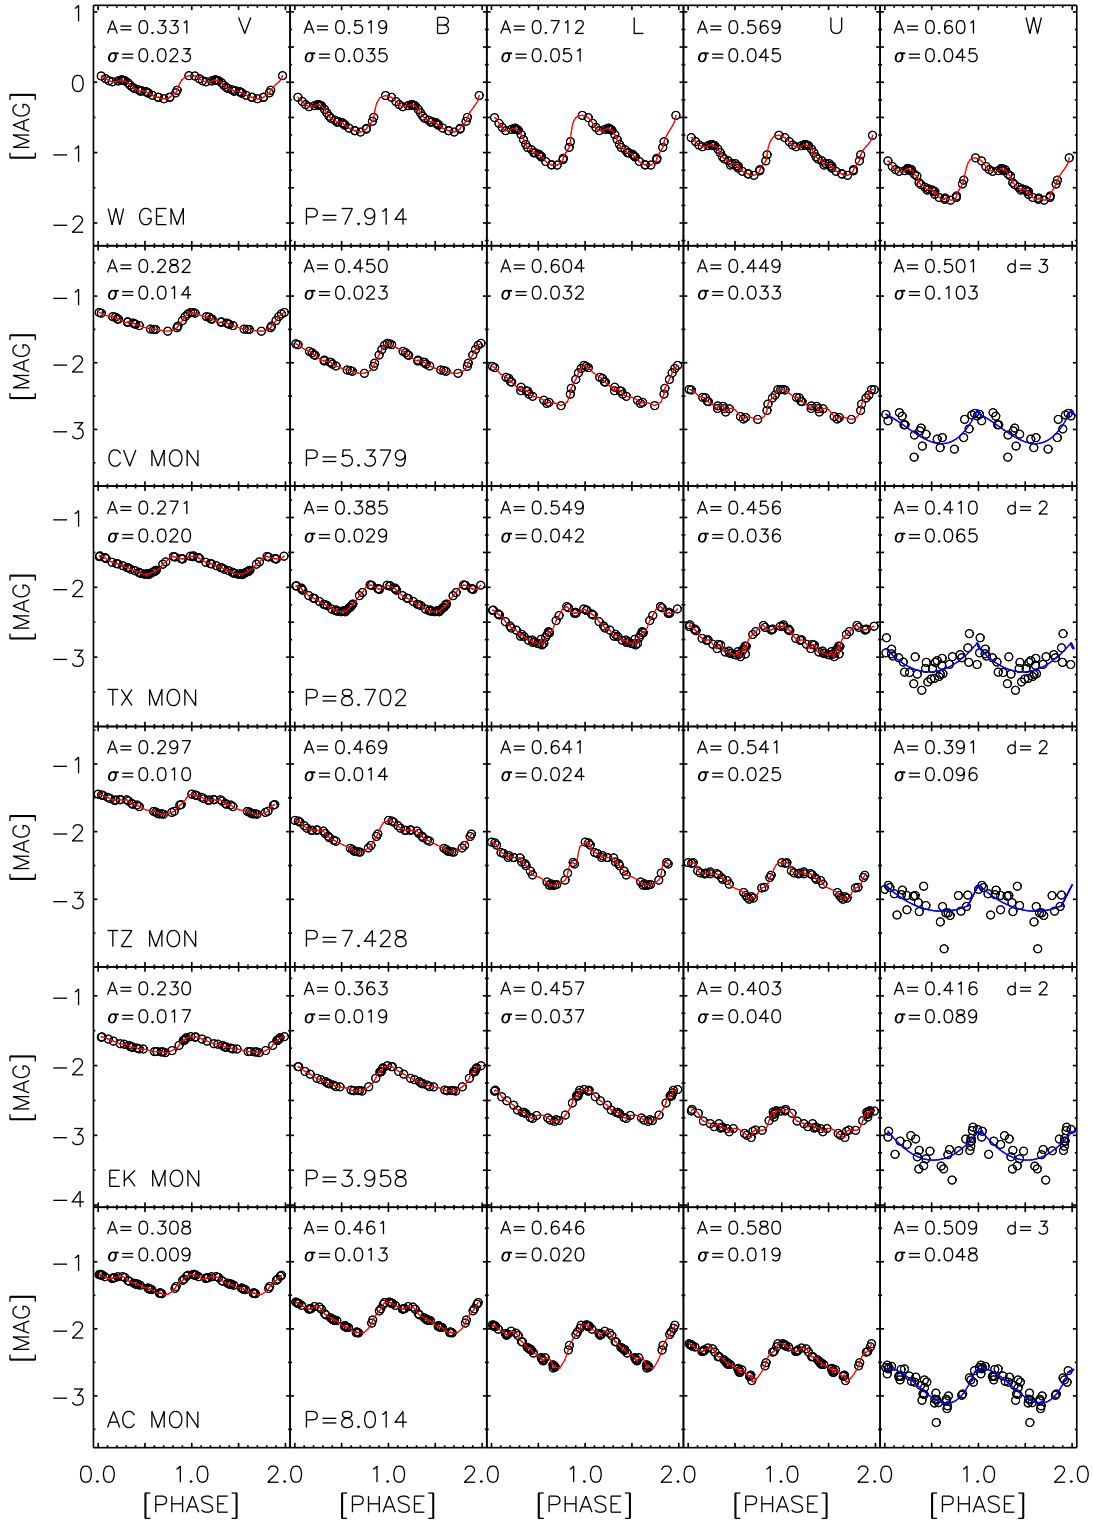 A=0.331 V A=0.519 B A=0.712 L A=0.569 U A=0.601 W
σ=0.023 σ=0.035 σ=0.051 σ=0.045 σ=0.045
1
0
−1
−2
[MAG]
W GEM P=7.914
A=0.282 A=0.450 A=0.604 A=0.449 A=0.501 d=3
σ=0.014 σ=0.023 σ=0.032 σ=0.033 σ=0.103
−1
−2
−3
[MAG]
CV MON P=5.379
A=0.271 A=0.385 A=0.549 A=0.456 A=0.410 d=2
σ=0.020 σ=0.029 σ=0.042 σ=0.036 σ=0.065
−1
−2
−3
[MAG]
TX MON P=8.702
A=0.297 A=0.469 A=0.641 A=0.541 A=0.391 d=2
σ=0.010 σ=0.014 σ=0.024 σ=0.025 σ=0.096
−1
−2
−3
[MAG]
TZ MON P=7.428
A=0.230 A=0.363 A=0.457 A=0.403 A=0.416 d=2
σ=0.017 σ=0.019 σ=0.037 σ=0.040 σ=0.089
−1
−2
−3
−4
[MAG]
EK MON P=3.958
A=0.308 A=0.461 A=0.646 A=0.580 A=0.509 d=3
σ=0.009 σ=0.013 σ=0.020 σ=0.019 σ=0.048
−1
−2
−3
[MAG]
AC MON P=8.014
0.0 1.0 2.0 1.0 2.0 1.0 2.0 1.0 2.0 1.0 2.0
[PHASE] [PHASE] [PHASE] [PHASE] [PHASE]